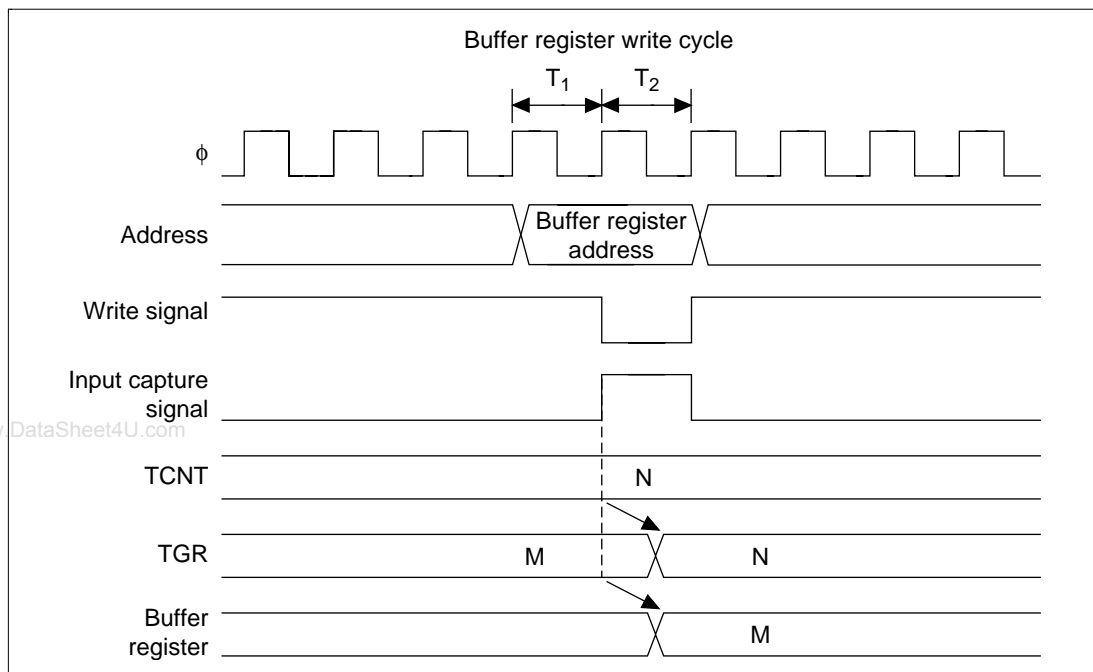 Buffer register write cycle
T1 T2
ϕ
Address
Buffer register
address
Write signal
Input capture
signal
.DataSheet4U.com
TCNT
N
TGR
M N
Buffer
register
M